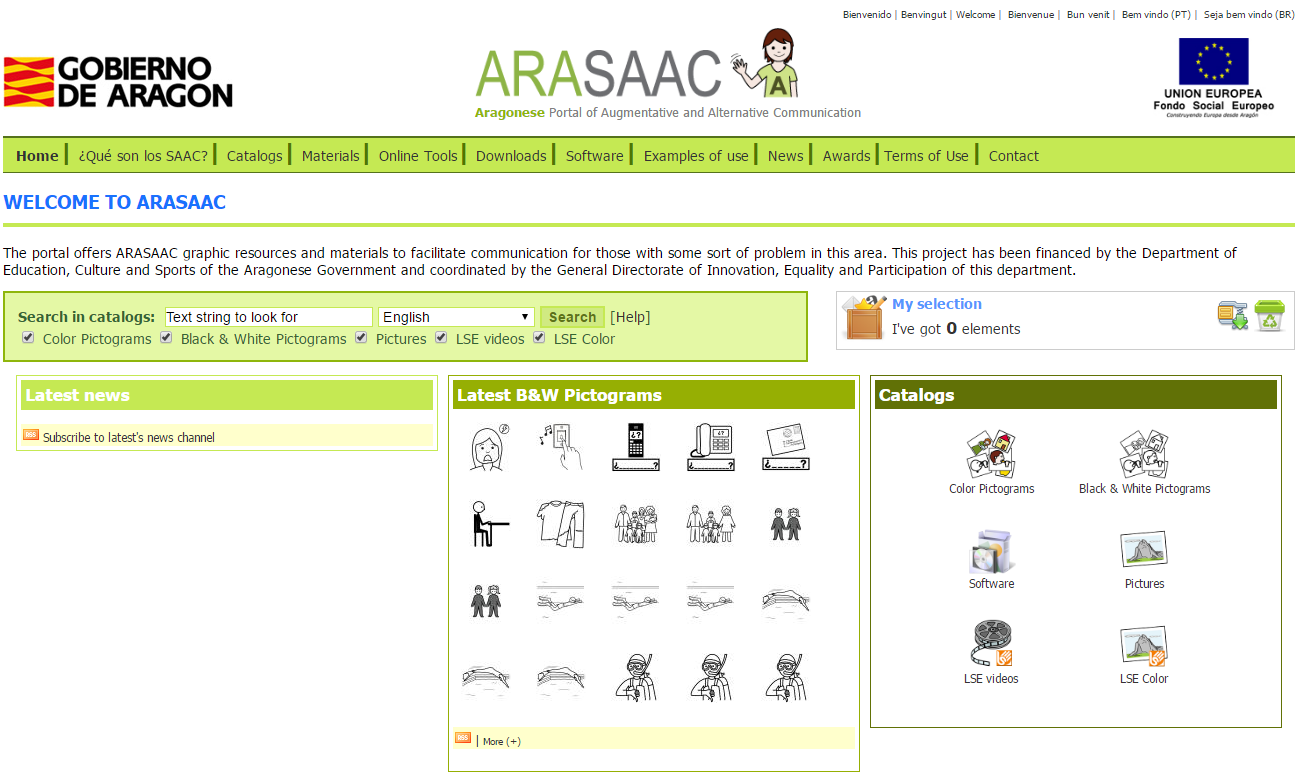 Bienvenido | Benvingut | Welcome | Bienvenue | Bun venit | Bem vindo (PT) | Seja bem vindo (BR)
GOBIERNO
DE ARAGON
ARASAAC
A
Aragonese Portal of Augmentative and Alternative Communication
UNION EUROPEA
Fondo Social Europeo
Construyendo Europa desde Aragón
Home | ¿Qué son los SAAC? | Catalogs | Materials | Online Tools | Downloads | Software | Examples of use | News | Awards | Terms of Use | Contact
WELCOME TO ARASAAC
The portal offers ARASAAC graphic resources and materials to facilitate communication for those with some sort of problem in this area. This project has been financed by the Department of
Education, Culture and Sports of the Aragonese Government and coordinated by the General Directorate of Innovation, Equality and Participation of this department.
Search in catalogs: Text string to look for English Search [Help]
Color Pictograms Black & White Pictograms Pictures LSE videos LSE Color
My selection
I've got 0 elements
Latest news
RSS Subscribe to latest's news channel
Latest B&W Pictograms
¿?
¿?
¿_____?
¿_____?
¿_____?
RSS | More (+)
Catalogs
Color Pictograms
Black & White Pictograms
Software
Pictures
LSE videos
LSE Color